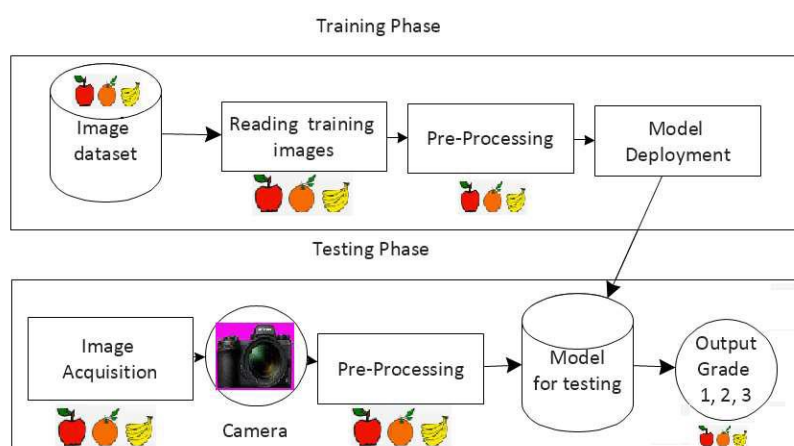 Training Phase
Image
dataset
Reading training
images
Pre-Processing
Model
Deployment
Testing Phase
Image
Acquisition
Camera
Pre-Processing
Model
for testing
Output
Grade
1, 2, 3